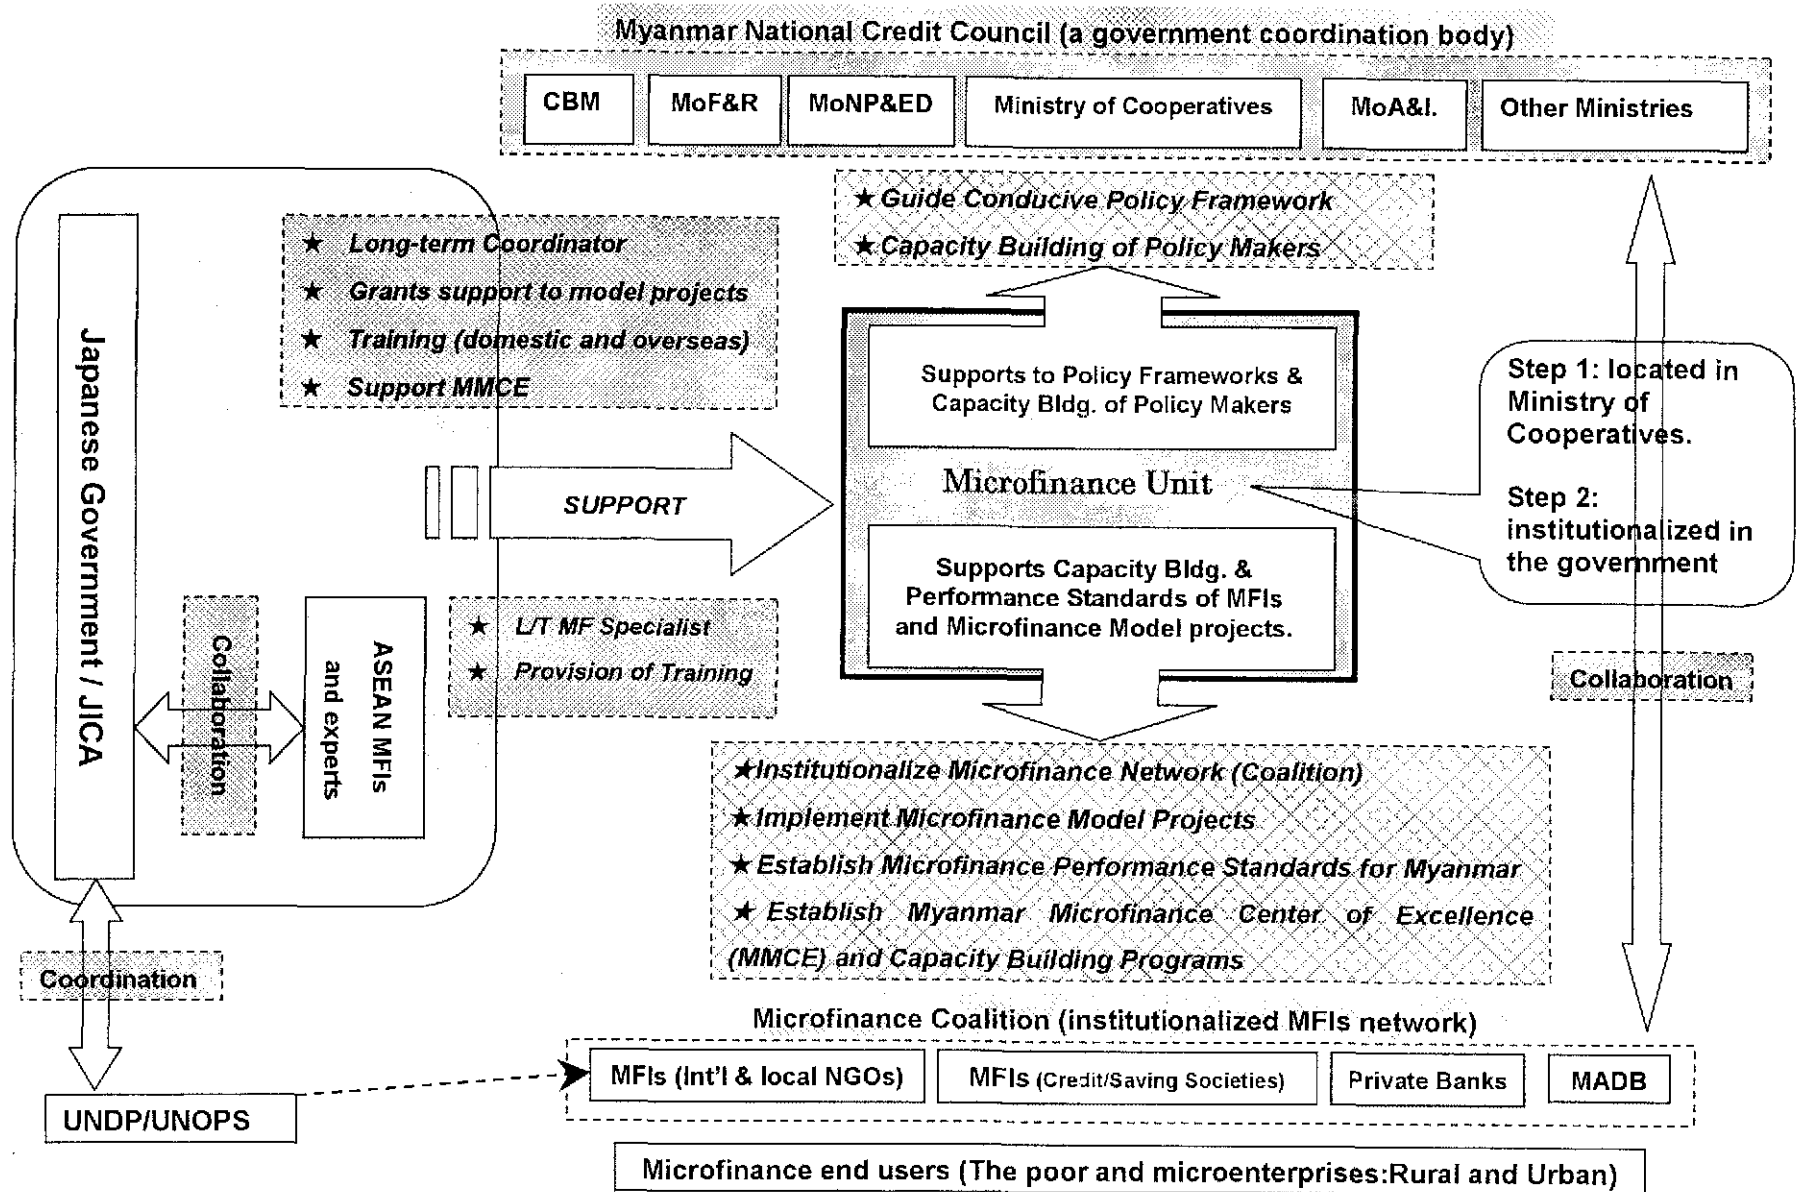 Myanmar National Credit Council (a government coordination body)
CBM
MoF&R
MoNP&ED
Ministry of Cooperatives
MoA&I.
Other Ministries
★ Guide Conducive Policy Framework
★ Capacity Building of Policy Makers
Japanese Government / JICA
★ Long-term Coordinator
★ Grants support to model projects
★ Training (domestic and overseas)
★ Support MMCE
SUPPORT
Supports to Policy Frameworks &
Capacity Bldg. of Policy Makers
Microfinance Unit
Supports Capacity Bldg. &
Performance Standards of MFIs
and Microfinance Model projects.
Step 1: located in
Ministry of
Cooperatives.
Step 2:
institutionalized in
the government
Collaboration
ASEAN MFIs
and experts
★ L/T MF Specialist
★ Provision of Training
Collaboration
★Institutionalize Microfinance Network (Coalition)
★Implement Microfinance Model Projects
★Establish Microfinance Performance Standards for Myanmar
★ Establish Myanmar Microfinance Center of Excellence
(MMCE) and Capacity Building Programs
Coordination
UNDP/UNOPS
Microfinance Coalition (institutionalized MFIs network)
MFIs (Int'l & local NGOs)
MFIs (Credit/Saving Societies)
Private Banks
MADB
Microfinance end users (The poor and microenterprises:Rural and Urban)